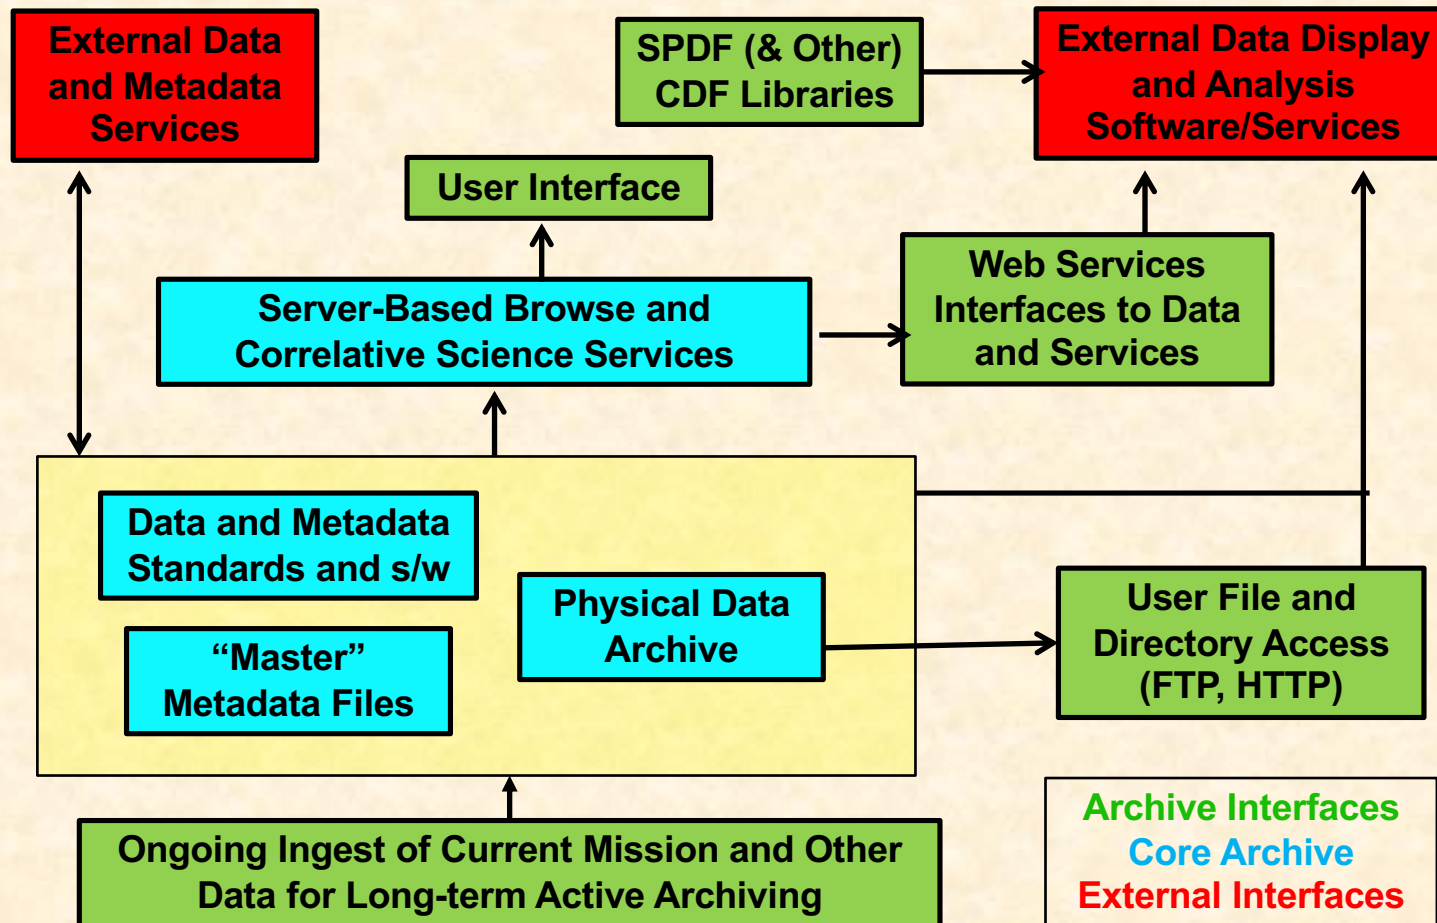 External Data
and Metadata
Services
SPDF (& Other)
CDF Libraries
External Data Display
and Analysis
Software/Services
User Interface
Server-Based Browse and
Correlative Science Services
Web Services
Interfaces to Data
and Services
Data and Metadata
Standards and s/w
“Master”
Metadata Files
Physical Data
Archive
User File and
Directory Access
(FTP, HTTP)
Ongoing Ingest of Current Mission and Other
Data for Long-term Active Archiving
Archive Interfaces
Core Archive
External Interfaces